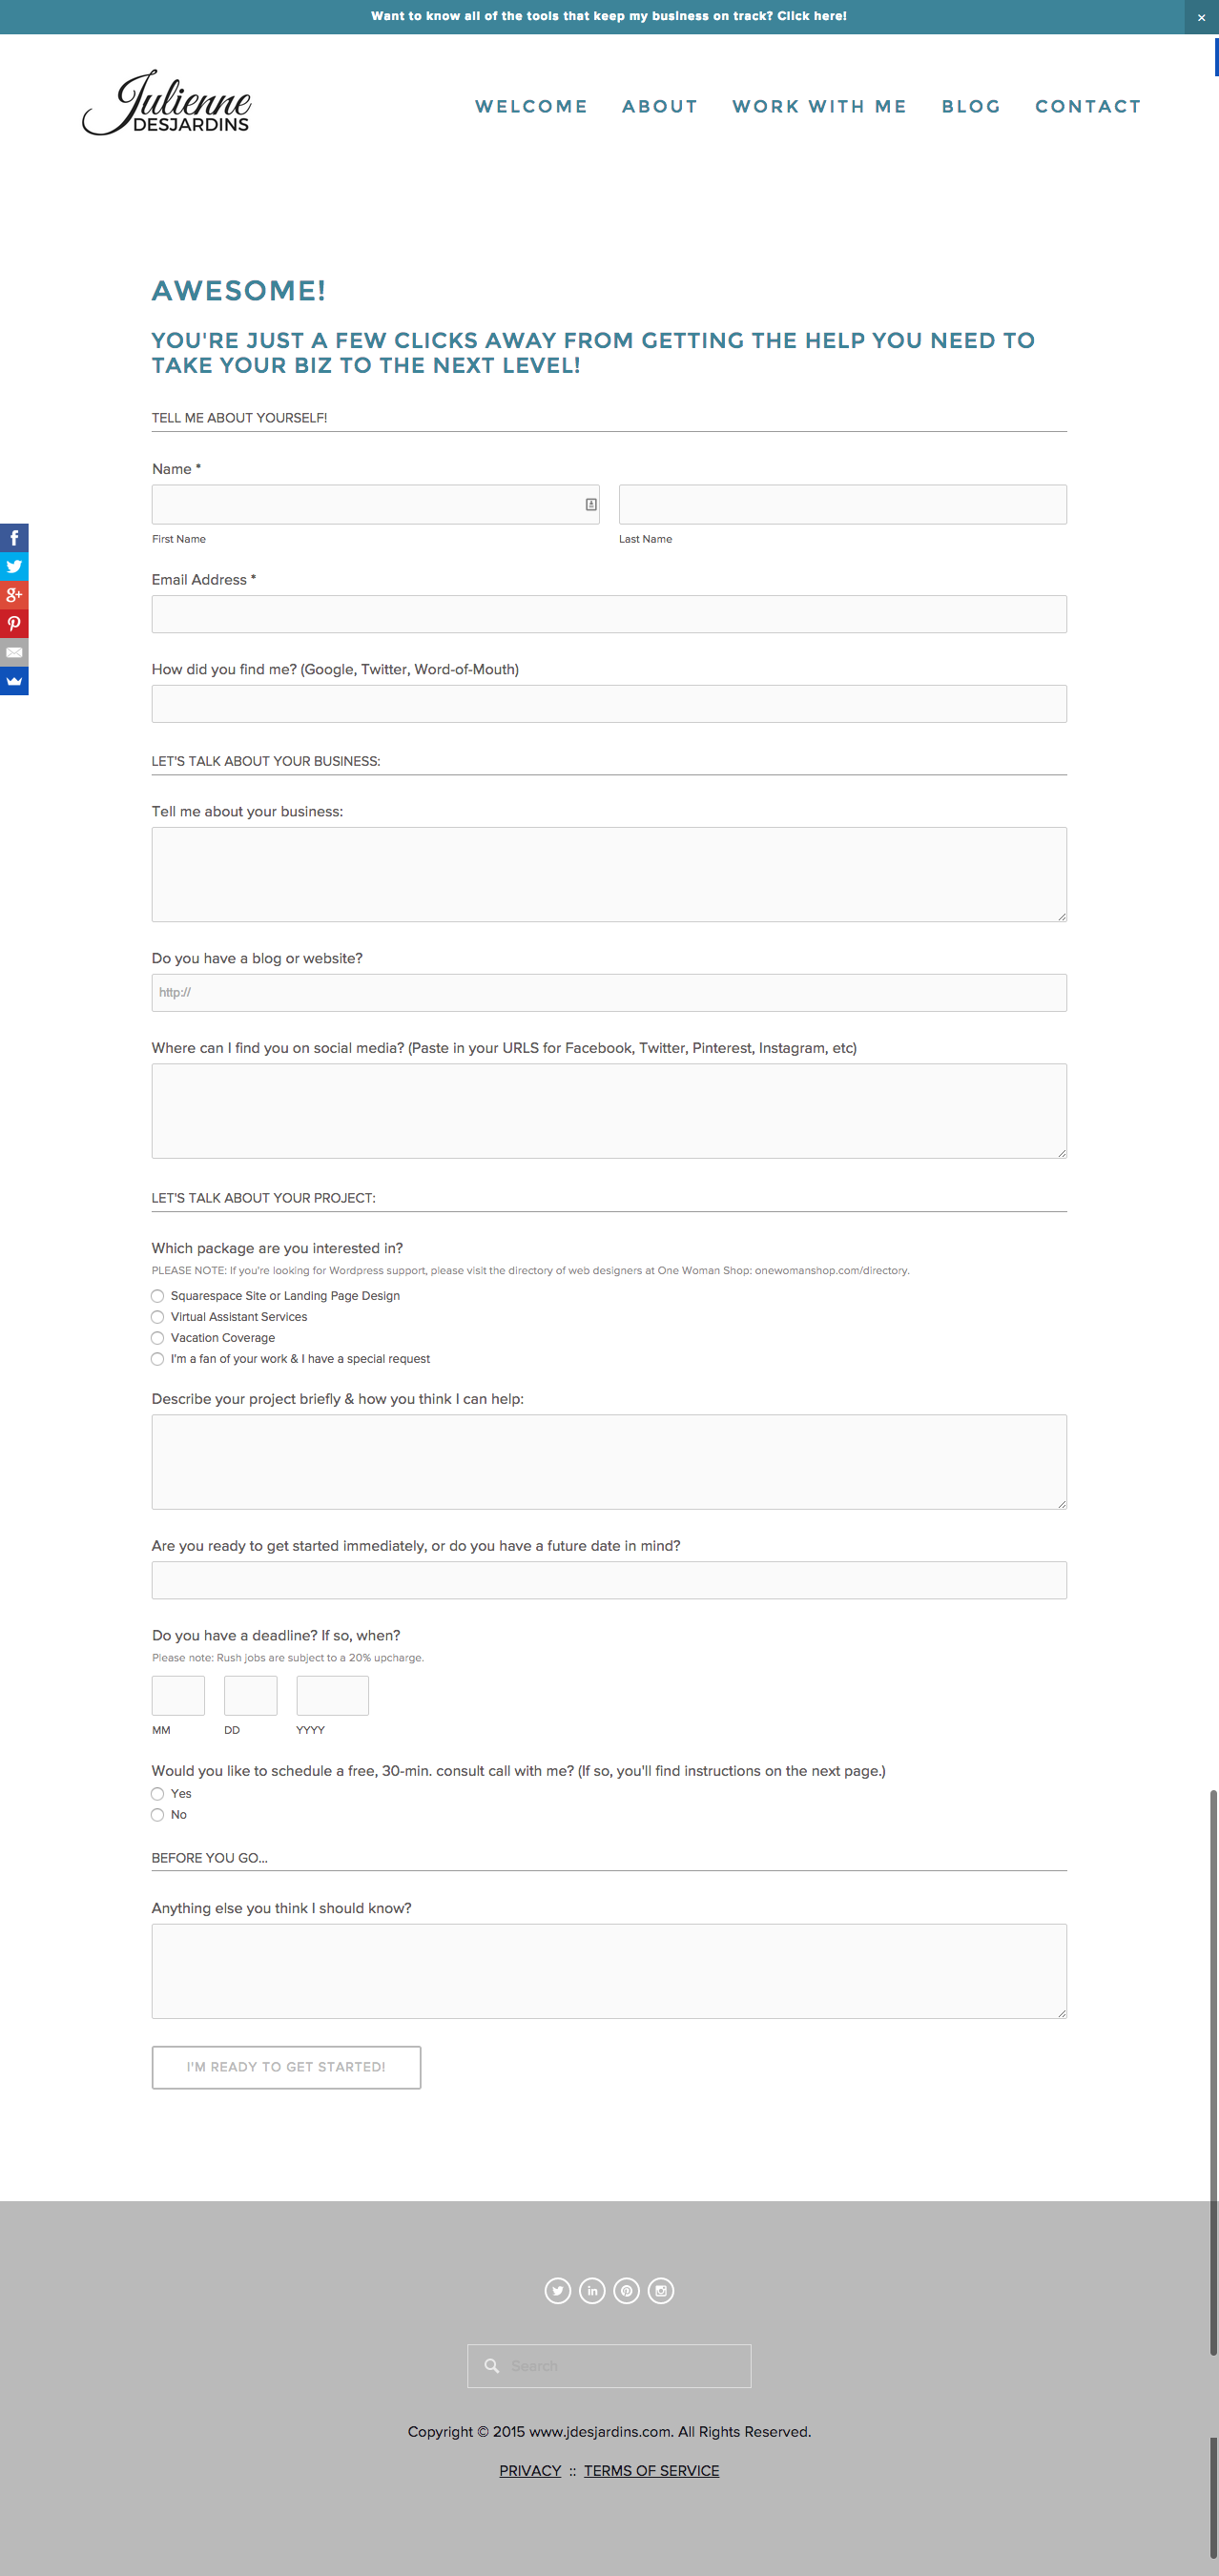 Want to know all of the tools that keep my business on track? Click here!
×
Julienne
DESJARDINS
WELCOME ABOUT WORK WITH ME BLOG CONTACT
AWESOME!
YOU'RE JUST A FEW CLICKS AWAY FROM GETTING THE HELP YOU NEED TO
TAKE YOUR BIZ TO THE NEXT LEVEL!
TELL ME ABOUT YOURSELF!
Name *
First Name Last Name
Email Address *
How did you find me? (Google, Twitter, Word-of-Mouth)
LET'S TALK ABOUT YOUR BUSINESS:
Tell me about your business:
Do you have a blog or website?
http://
Where can I find you on social media? (Paste in your URLS for Facebook, Twitter, Pinterest, Instagram, etc)
LET'S TALK ABOUT YOUR PROJECT:
Which package are you interested in?
PLEASE NOTE: If you're looking for Wordpress support, please visit the directory of web designers at One Woman Shop: onewomanshop.com/directory.
Squarespace Site or Landing Page Design
Virtual Assistant Services
Vacation Coverage
I'm a fan of your work & I have a special request
Describe your project briefly & how you think I can help:
Are you ready to get started immediately, or do you have a future date in mind?
Do you have a deadline? If so, when?
Please note: Rush jobs are subject to a 20% upcharge.
MM DD YYYY
Would you like to schedule a free, 30-min. consult call with me? (If so, you'll find instructions on the next page.)
Yes
No
BEFORE YOU GO...
Anything else you think I should know?
I'M READY TO GET STARTED!
Search
Copyright © 2015 www.jdesjardins.com. All Rights Reserved.
PRIVACY :: TERMS OF SERVICE